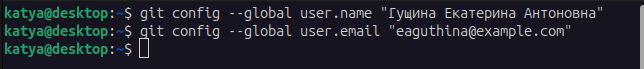 katya@desktop:~$ git config --global user.name "Гущина Екатерина Антоновна"
katya@desktop:~$ git config --global user.email "eaguthina@example.com"
katya@desktop:~$